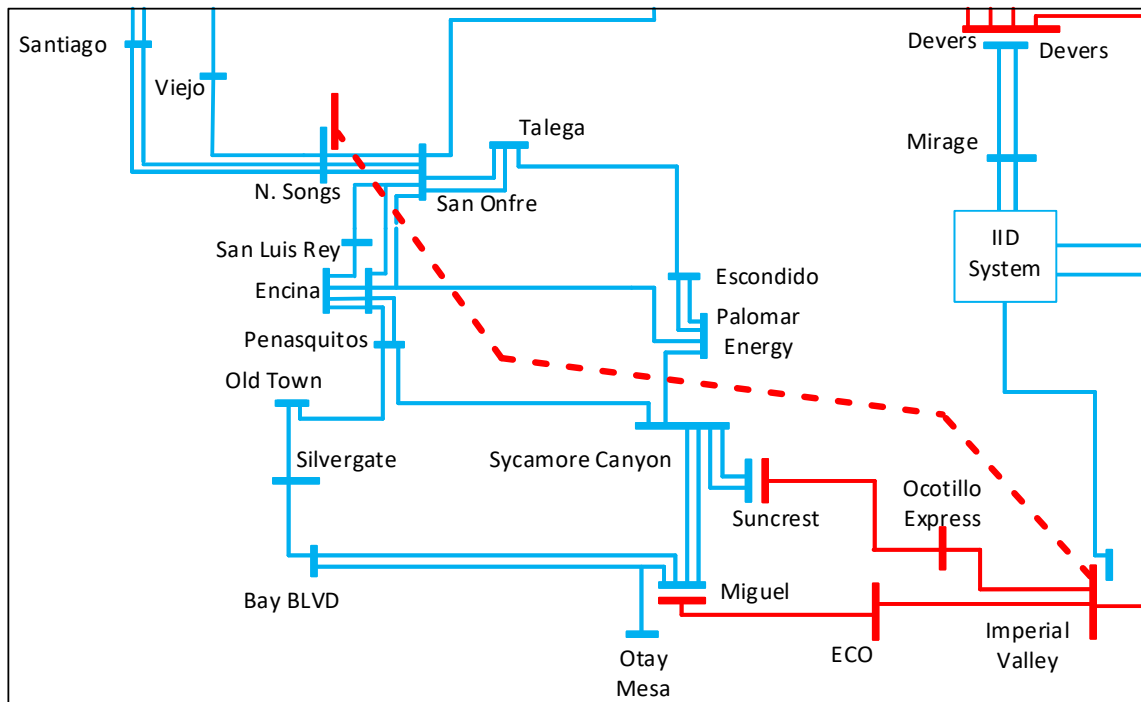 Santiago
Devers
Devers
Viejo
Talega
Mirage
N. Songs
San Onfre
San Luis Rey
IID
System
Encina
Escondido
Palomar
Energy
Penasquitos
Old Town
Silvergate
Sycamore Canyon
Suncrest
Ocotillo
Express
Bay BLVD
Miguel
Otay
Mesa
ECO
Imperial
Valley